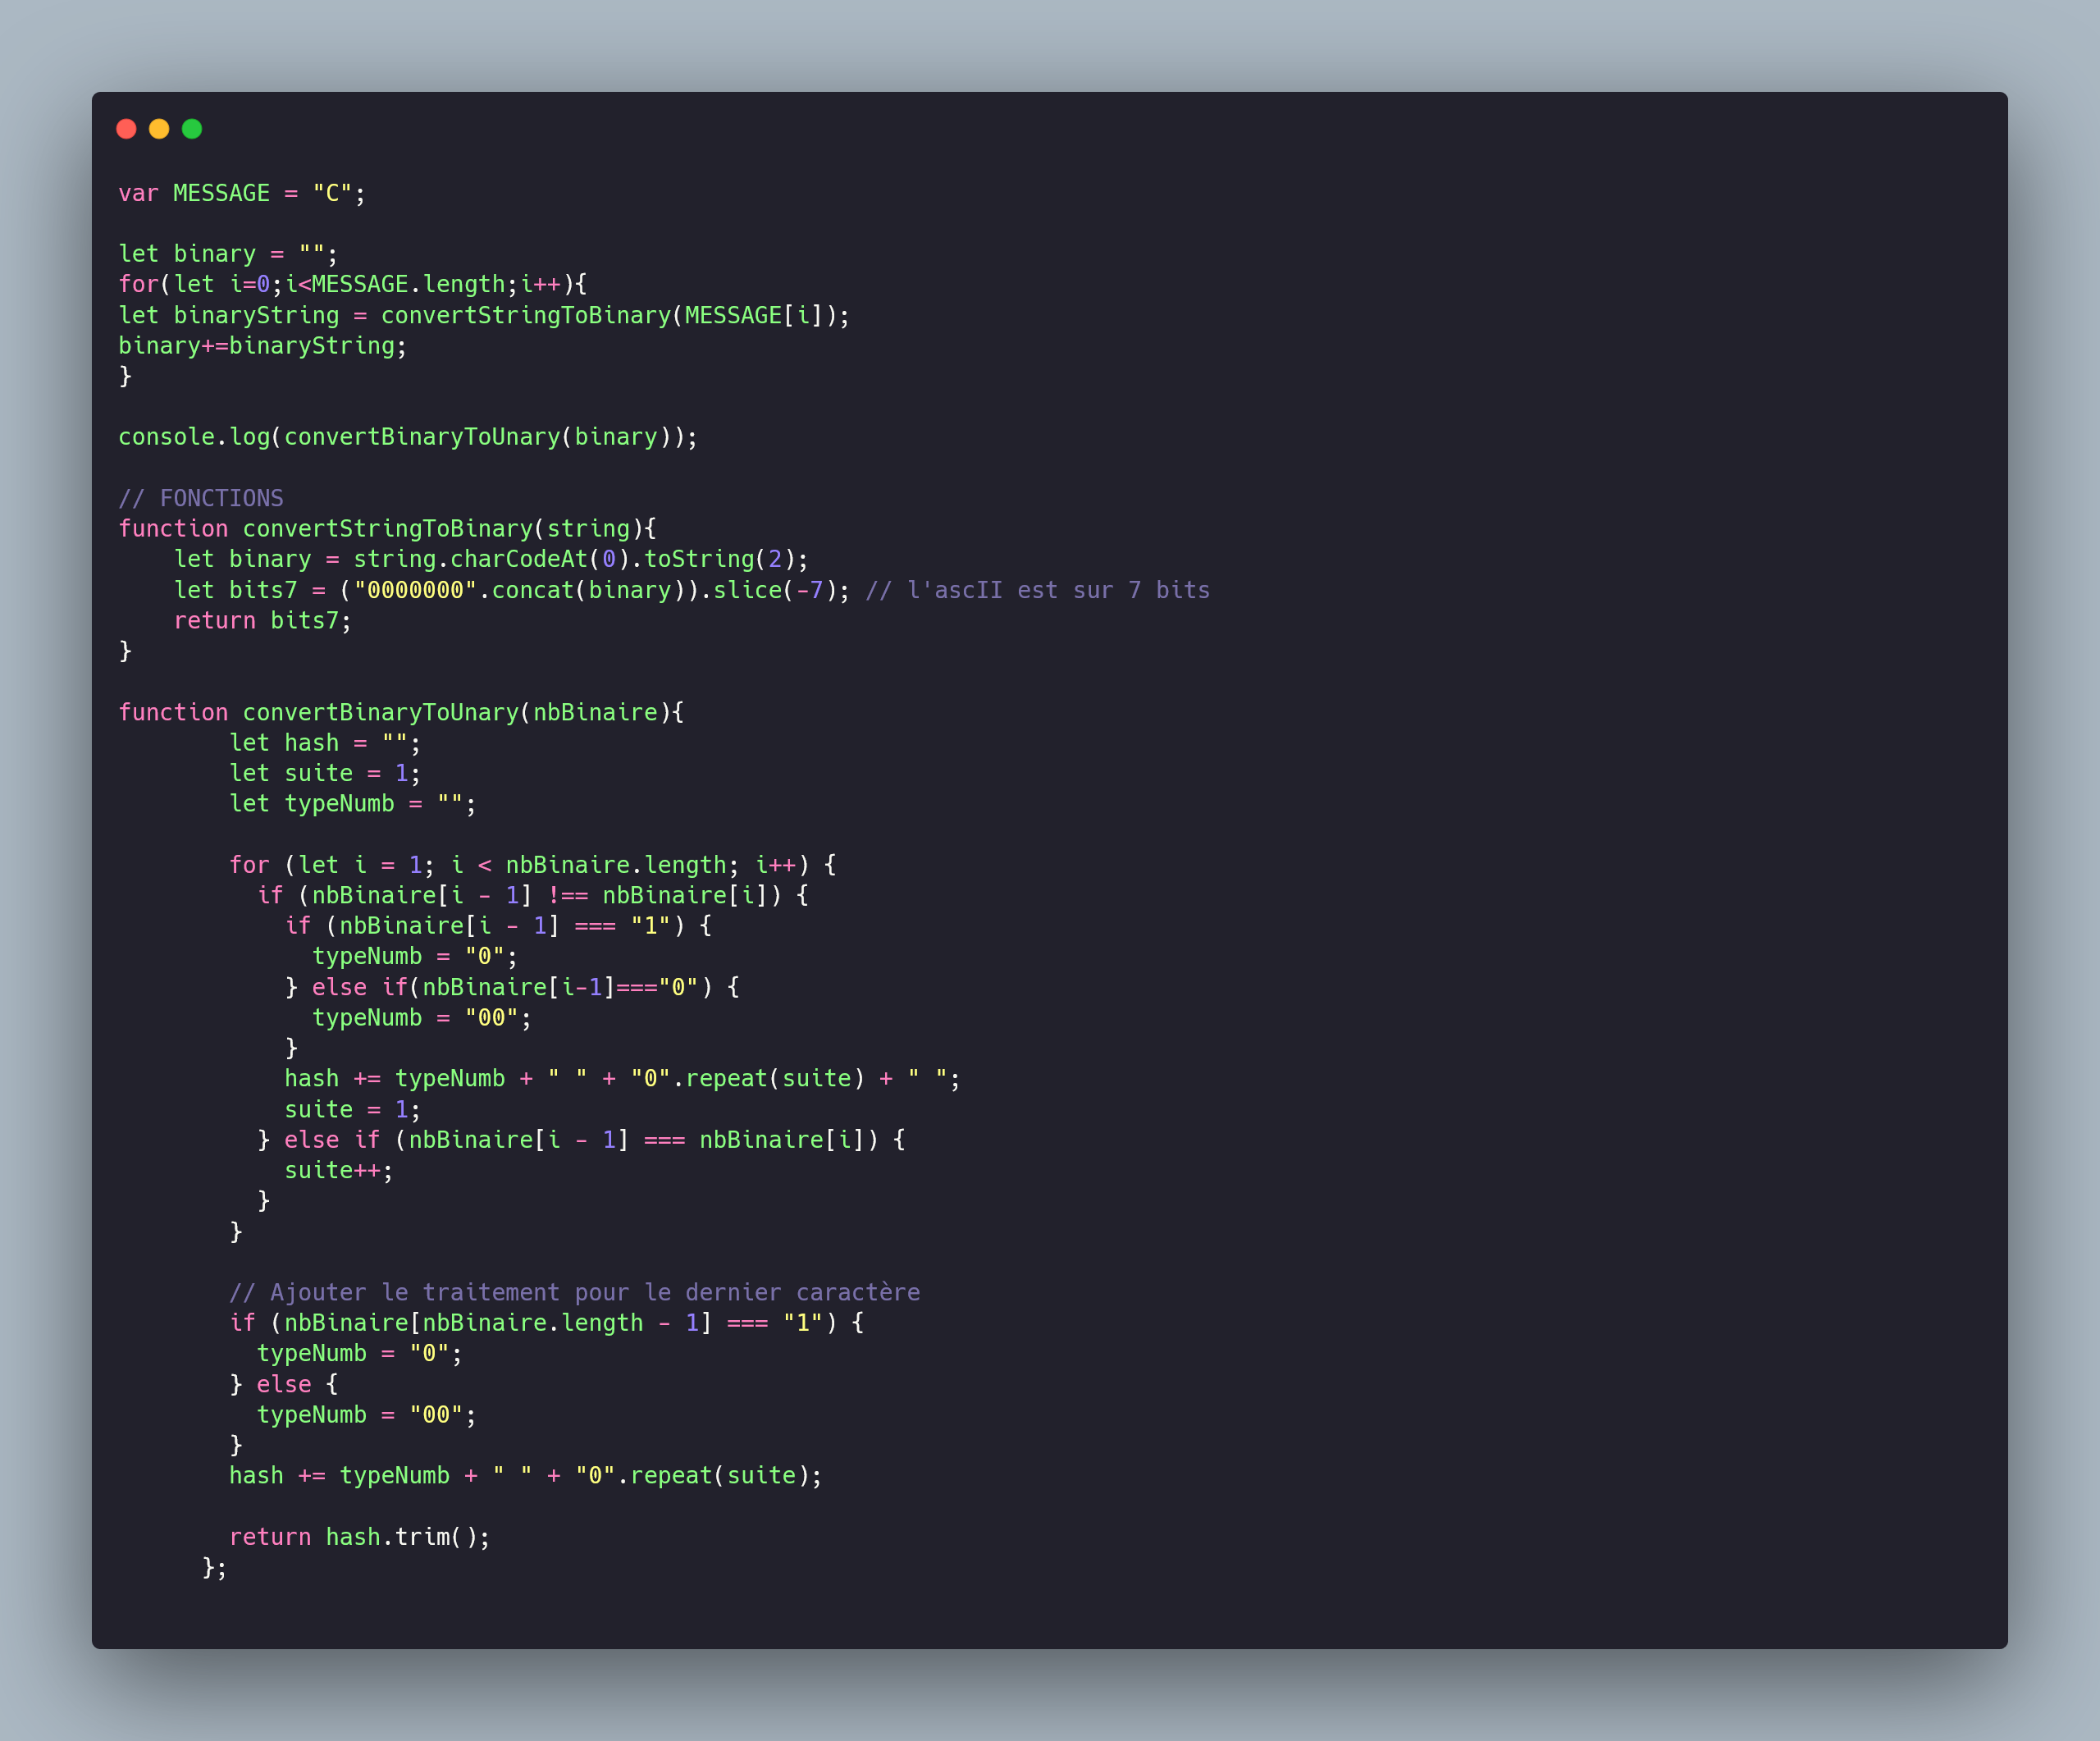 var MESSAGE = "C";

let binary = "";
for(let i=0;i<MESSAGE.length;i++){
let binaryString = convertStringToBinary(MESSAGE[i]);
binary+=binaryString;
}

console.log(convertBinaryToUnary(binary));

// FONCTIONS
function convertStringToBinary(string){
    let binary = string.charCodeAt(0).toString(2);
    let bits7 = ("0000000".concat(binary)).slice(-7); // l'ascII est sur 7 bits
    return bits7;
}

function convertBinaryToUnary(nbBinaire){
        let hash = "";
        let suite = 1;
        let typeNumb = "";

        for (let i = 1; i < nbBinaire.length; i++) {
          if (nbBinaire[i - 1] !== nbBinaire[i]) {
            if (nbBinaire[i - 1] === "1") {
              typeNumb = "0";
            } else if(nbBinaire[i-1]==="0") {
              typeNumb = "00";
            }
            hash += typeNumb + " " + "0".repeat(suite) + " ";
            suite = 1;
          } else if (nbBinaire[i - 1] === nbBinaire[i]) {
            suite++;
          }
        }

        // Ajouter le traitement pour le dernier caractère
        if (nbBinaire[nbBinaire.length - 1] === "1") {
          typeNumb = "0";
        } else {
          typeNumb = "00";
        }
        hash += typeNumb + " " + "0".repeat(suite);

        return hash.trim();
      };